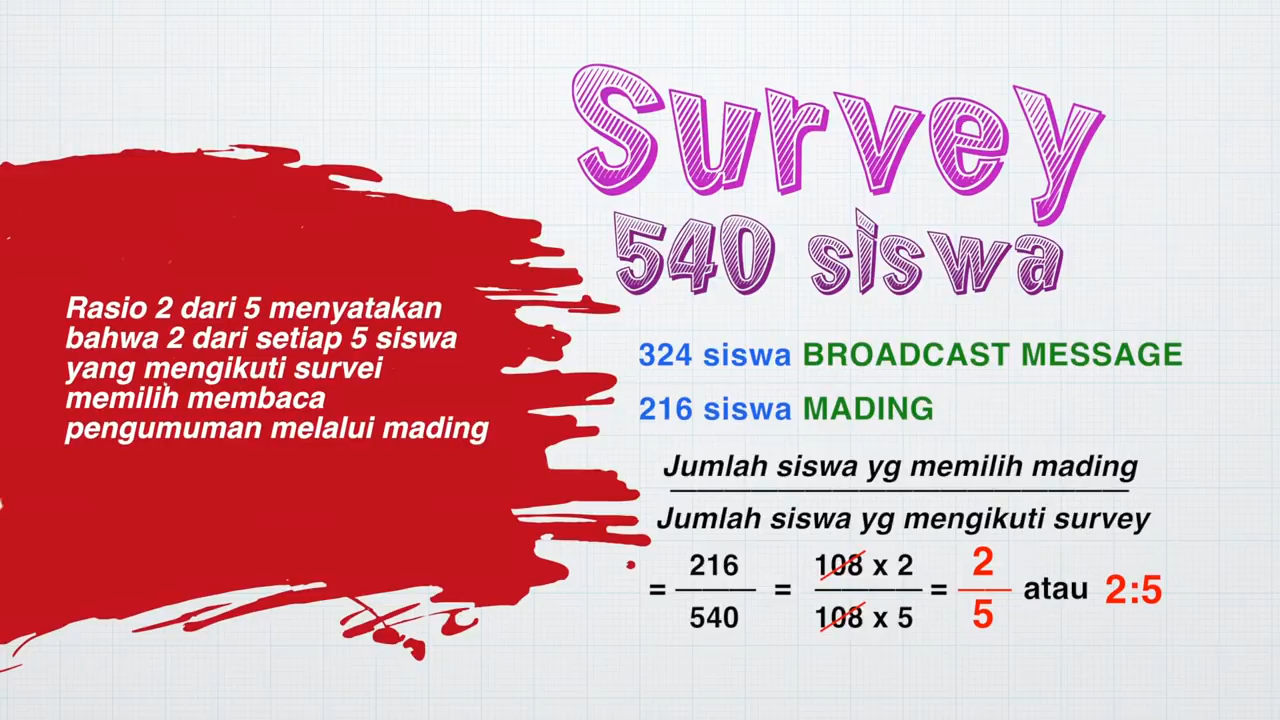 Survey
540 siswa
Rasio 2 dari 5 menyatakan
bahwa 2 dari setiap 5 siswa
yang mengikuti survei
memilih membaca
pengumuman melalui mading
324 siswa BROADCAST MESSAGE
216 siswa MADING
Jumlah siswa yg memilih mading
Jumlah siswa yg mengikuti survey
= 216 = 108 x 2 = 2 atau 2:5
540 108 x 5 5